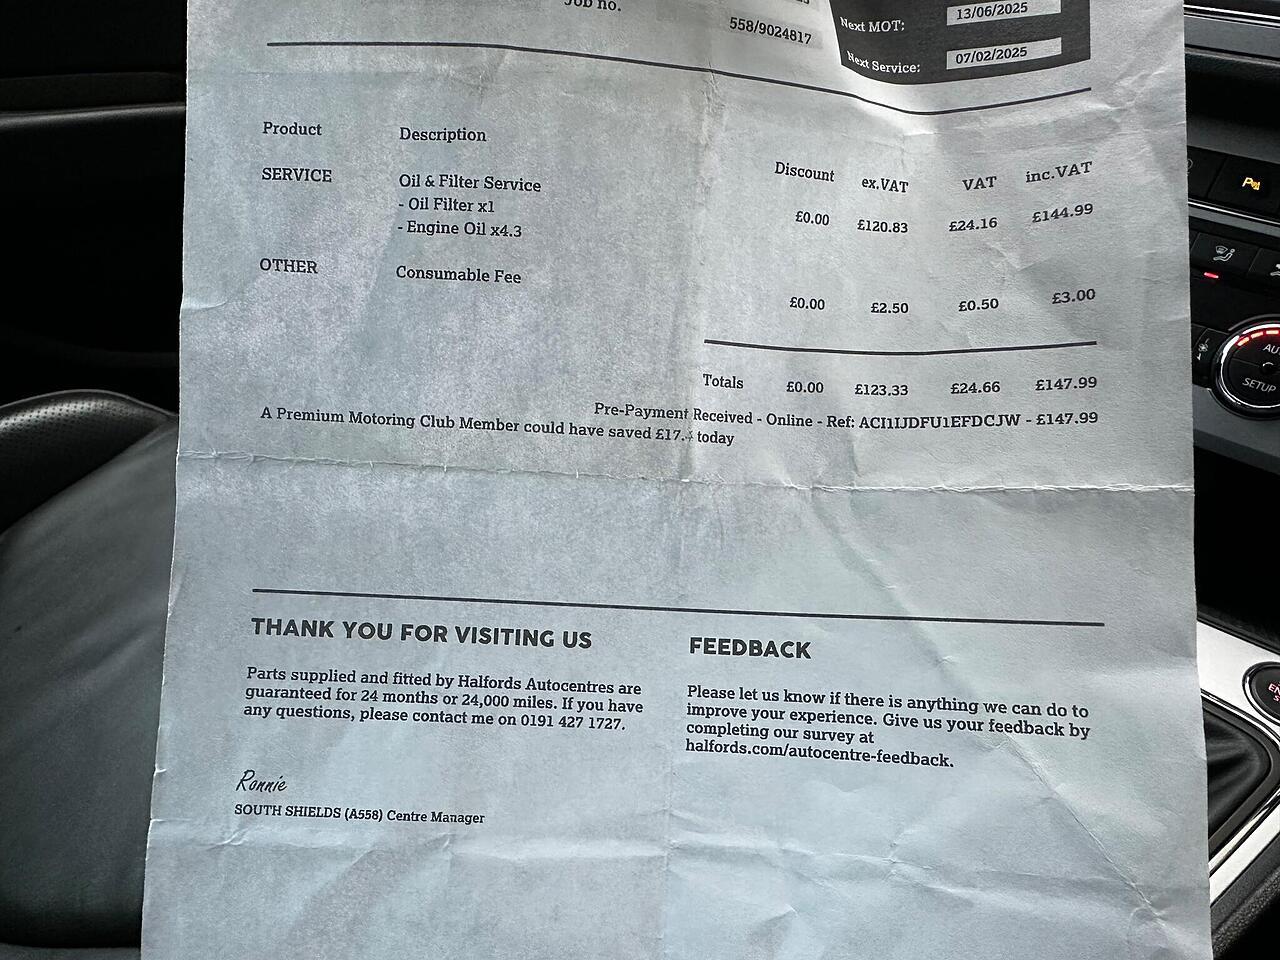 Job no.
558/9024817
Next MOT: 13/06/2025
Next Service: 07/02/2025
Product Description Discount ex.VAT VAT inc.VAT
SERVICE Oil & Filter Service £0.00 £120.83 £24.16 £144.99
- Oil Filter x1
- Engine Oil x4.3
OTHER Consumable Fee £0.00 £2.50 £0.50 £3.00
Totals £0.00 £123.33 £24.66 £147.99
Pre-Payment Received - Online - Ref: ACI1IJDFU1EFDCJW - £147.99
A Premium Motoring Club Member could have saved today
THANK YOU FOR VISITING US
Parts supplied and fitted by Halfords Autocentres are
guaranteed for 24 months or 24,000 miles. If you have
any questions, please contact me on 0191 427 1727.
Ronnie
SOUTH SHIELDS (A558) Centre Manager
FEEDBACK
Please let us know if there is anything we can do to
improve your experience. Give us your feedback by
completing our survey at
halfords.com/autocentre-feedback.
SETUP